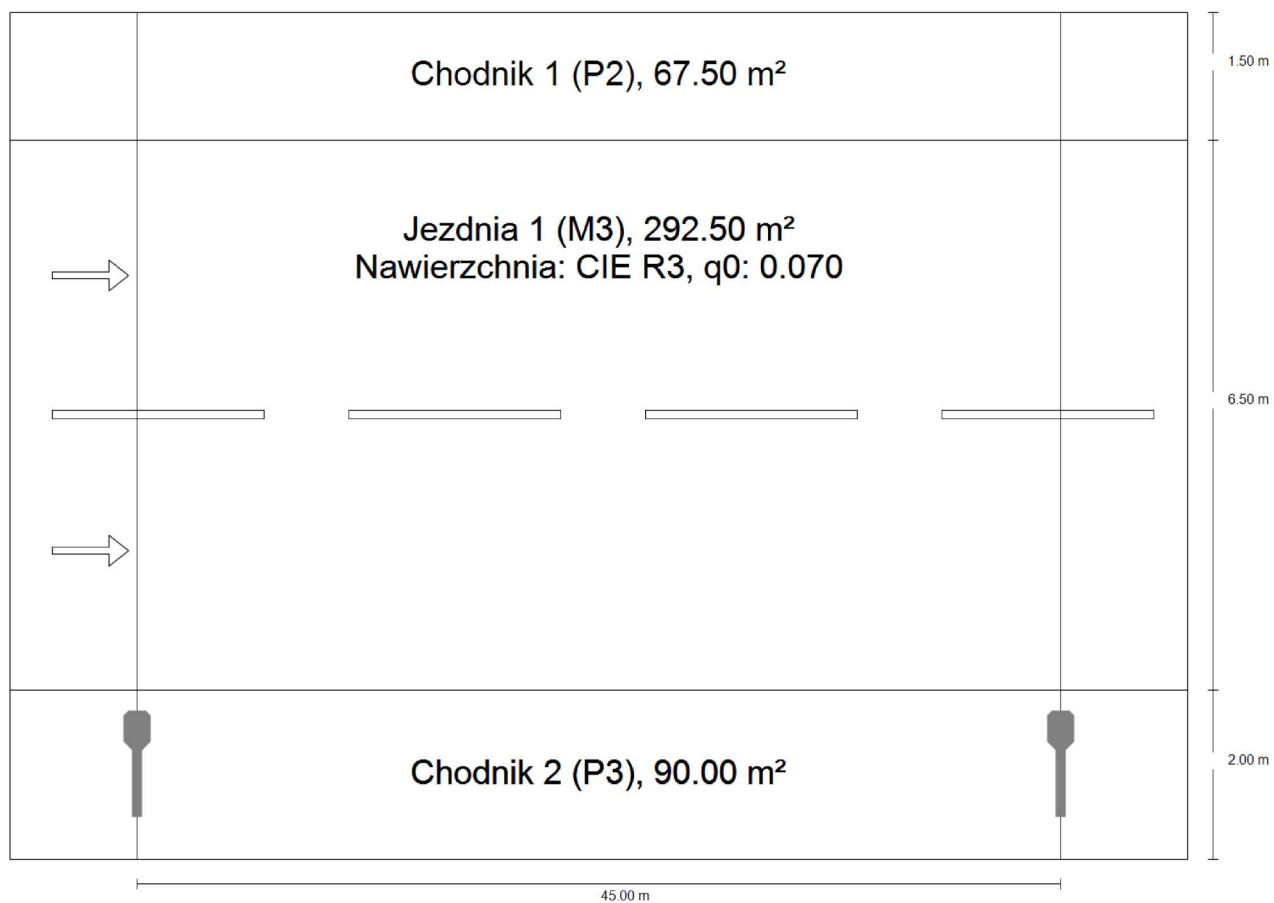 Chodnik 1 (P2), 67.50 m²
1.50 m
Jezdnia 1 (M3), 292.50 m²
Nawierzchnia: CIE R3, q0: 0.070
6.50 m
Chodnik 2 (P3), 90.00 m²
2.00 m
45.00 m